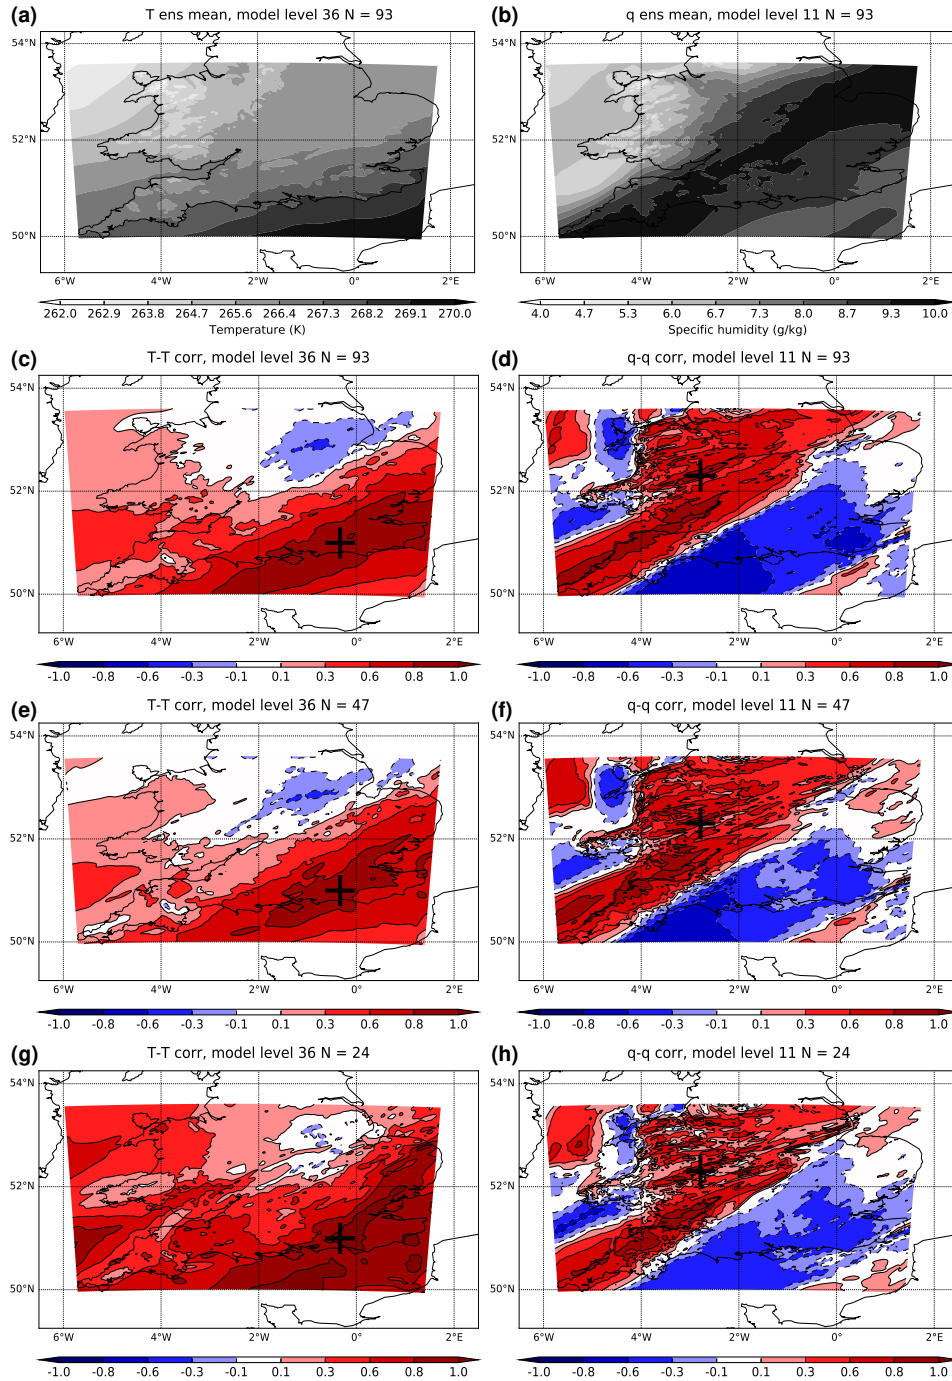 (a) T ens mean, model level 36 N = 93
54°N
52°N
50°N
6°W 4°W 2°W 0° 2°E
262.0 262.9 263.8 264.7 265.6 266.4 267.3 268.2 269.1 270.0
Temperature (K)
(b) q ens mean, model level 11 N = 93
54°N
52°N
50°N
6°W 4°W 2°W 0° 2°E
4.0 4.7 5.3 6.0 6.7 7.3 8.0 8.7 9.3 10.0
Specific humidity (g/kg)
(c) T-T corr, model level 36 N = 93
54°N
52°N
50°N
6°W 4°W 2°W 0° 2°E
-1.0 -0.8 -0.6 -0.3 -0.1 0.1 0.3 0.6 0.8 1.0
(d) q-q corr, model level 11 N = 93
54°N
52°N
50°N
6°W 4°W 2°W 0° 2°E
-1.0 -0.8 -0.6 -0.3 -0.1 0.1 0.3 0.6 0.8 1.0
(e) T-T corr, model level 36 N = 47
54°N
52°N
50°N
6°W 4°W 2°W 0° 2°E
-1.0 -0.8 -0.6 -0.3 -0.1 0.1 0.3 0.6 0.8 1.0
(f) q-q corr, model level 11 N = 47
54°N
52°N
50°N
6°W 4°W 2°W 0° 2°E
-1.0 -0.8 -0.6 -0.3 -0.1 0.1 0.3 0.6 0.8 1.0
(g) T-T corr, model level 36 N = 24
54°N
52°N
50°N
6°W 4°W 2°W 0° 2°E
-1.0 -0.8 -0.6 -0.3 -0.1 0.1 0.3 0.6 0.8 1.0
(h) q-q corr, model level 11 N = 24
54°N
52°N
50°N
6°W 4°W 2°W 0° 2°E
-1.0 -0.8 -0.6 -0.3 -0.1 0.1 0.3 0.6 0.8 1.0